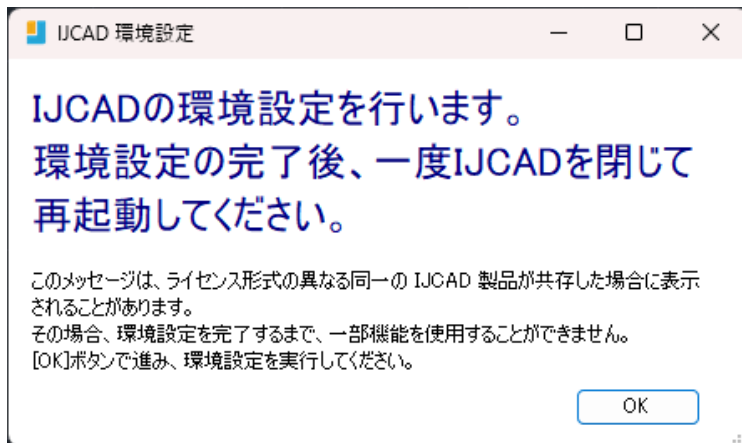 IJCAD 環境設定
IJCADの環境設定を行います。
環境設定の完了後、一度IJCADを閉じて
再起動してください。
このメッセージは、ライセンス形式の異なる同一の IJCAD 製品が共存した場合に表示
されることがあります。
その場合、環境設定を完了するまで、一部機能を使用することができません。
[OK]ボタンで進み、環境設定を実行してください。
OK